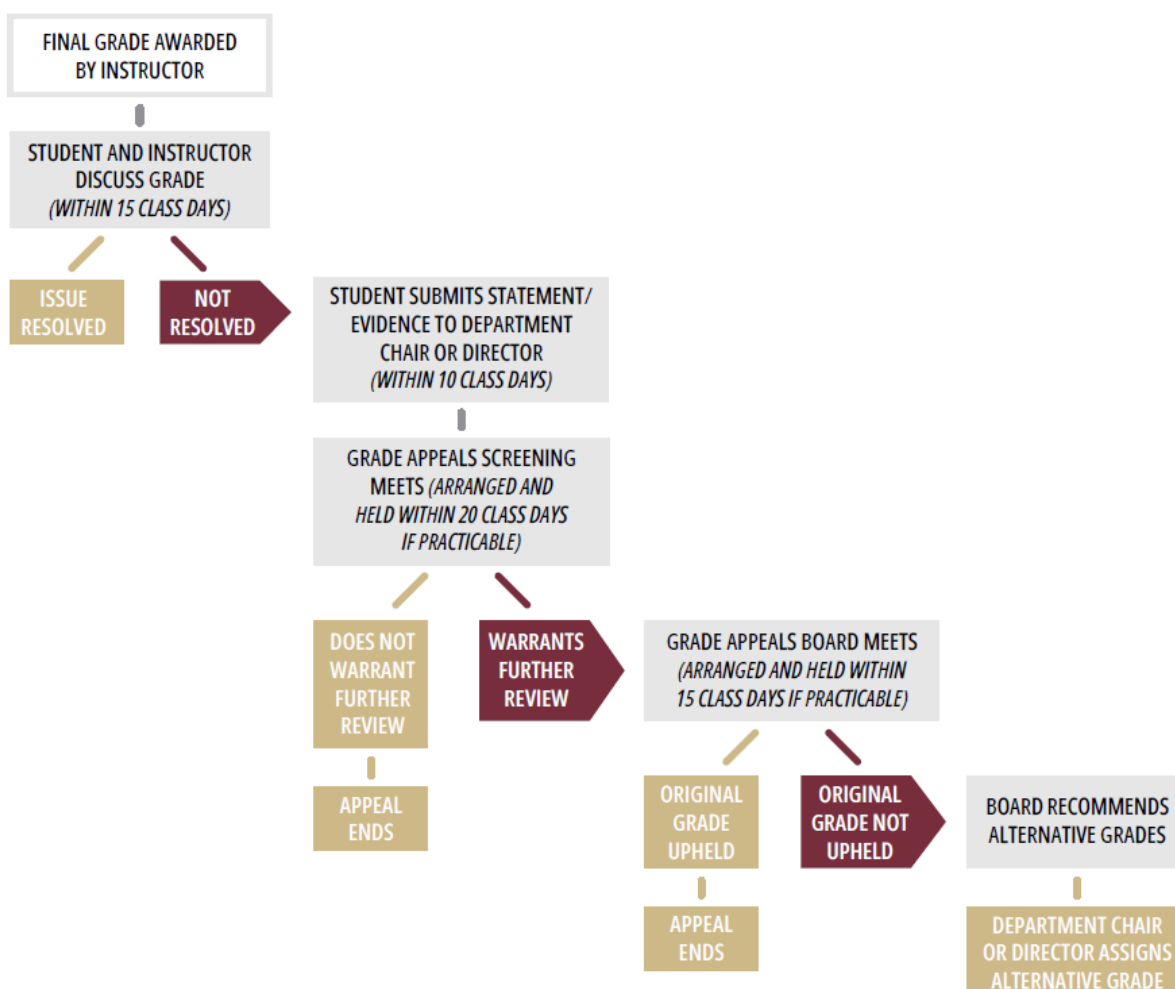 FINAL GRADE AWARDED
BY INSTRUCTOR
STUDENT AND INSTRUCTOR
DISCUSS GRADE
(WITHIN 15 CLASS DAYS)
ISSUE
RESOLVED
NOT
RESOLVED
STUDENT SUBMITS STATEMENT/
EVIDENCE TO DEPARTMENT
CHAIR OR DIRECTOR
(WITHIN 10 CLASS DAYS)
GRADE APPEALS SCREENING
MEETS (ARRANGED AND
HELD WITHIN 20 CLASS DAYS
IF PRACTICABLE)
DOES NOT
WARRANT
FURTHER
REVIEW
APPEAL
ENDS
WARRANTS
FURTHER
REVIEW
GRADE APPEALS BOARD MEETS
(ARRANGED AND HELD WITHIN
15 CLASS DAYS IF PRACTICABLE)
ORIGINAL
GRADE
UPHELD
APPEAL
ENDS
ORIGINAL
GRADE NOT
UPHELD
BOARD RECOMMENDS
ALTERNATIVE GRADES
DEPARTMENT CHAIR
OR DIRECTOR ASSIGNS
ALTERNATIVE GRADE